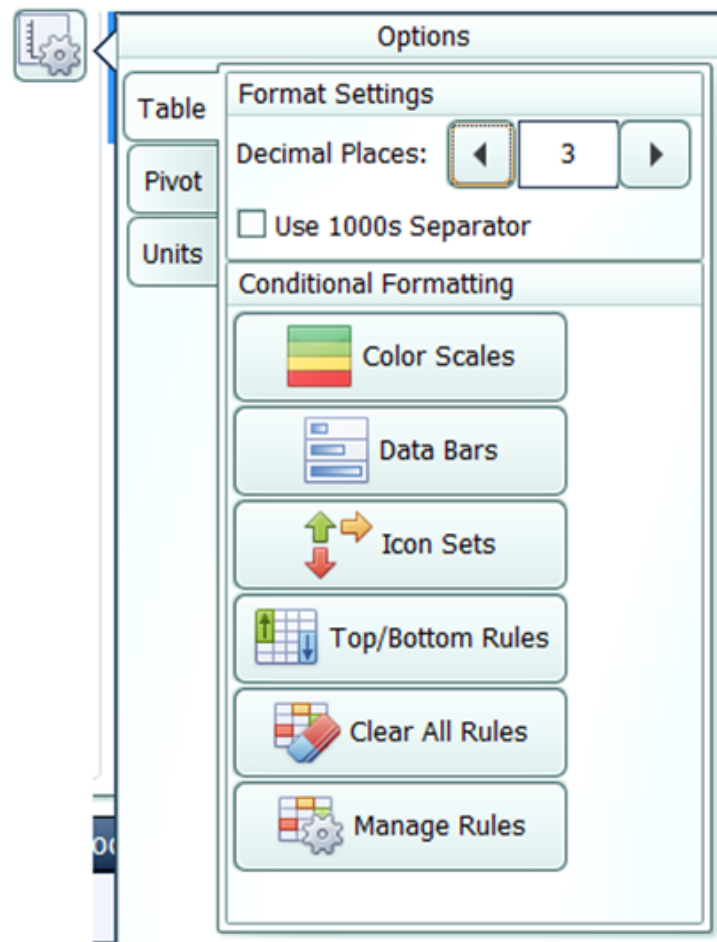 Options
Table
Format Settings
Decimal Places: 3
Pivot
Use 1000s Separator
Units
Conditional Formatting
Color Scales
Data Bars
Icon Sets
Top/Bottom Rules
Clear All Rules
Manage Rules